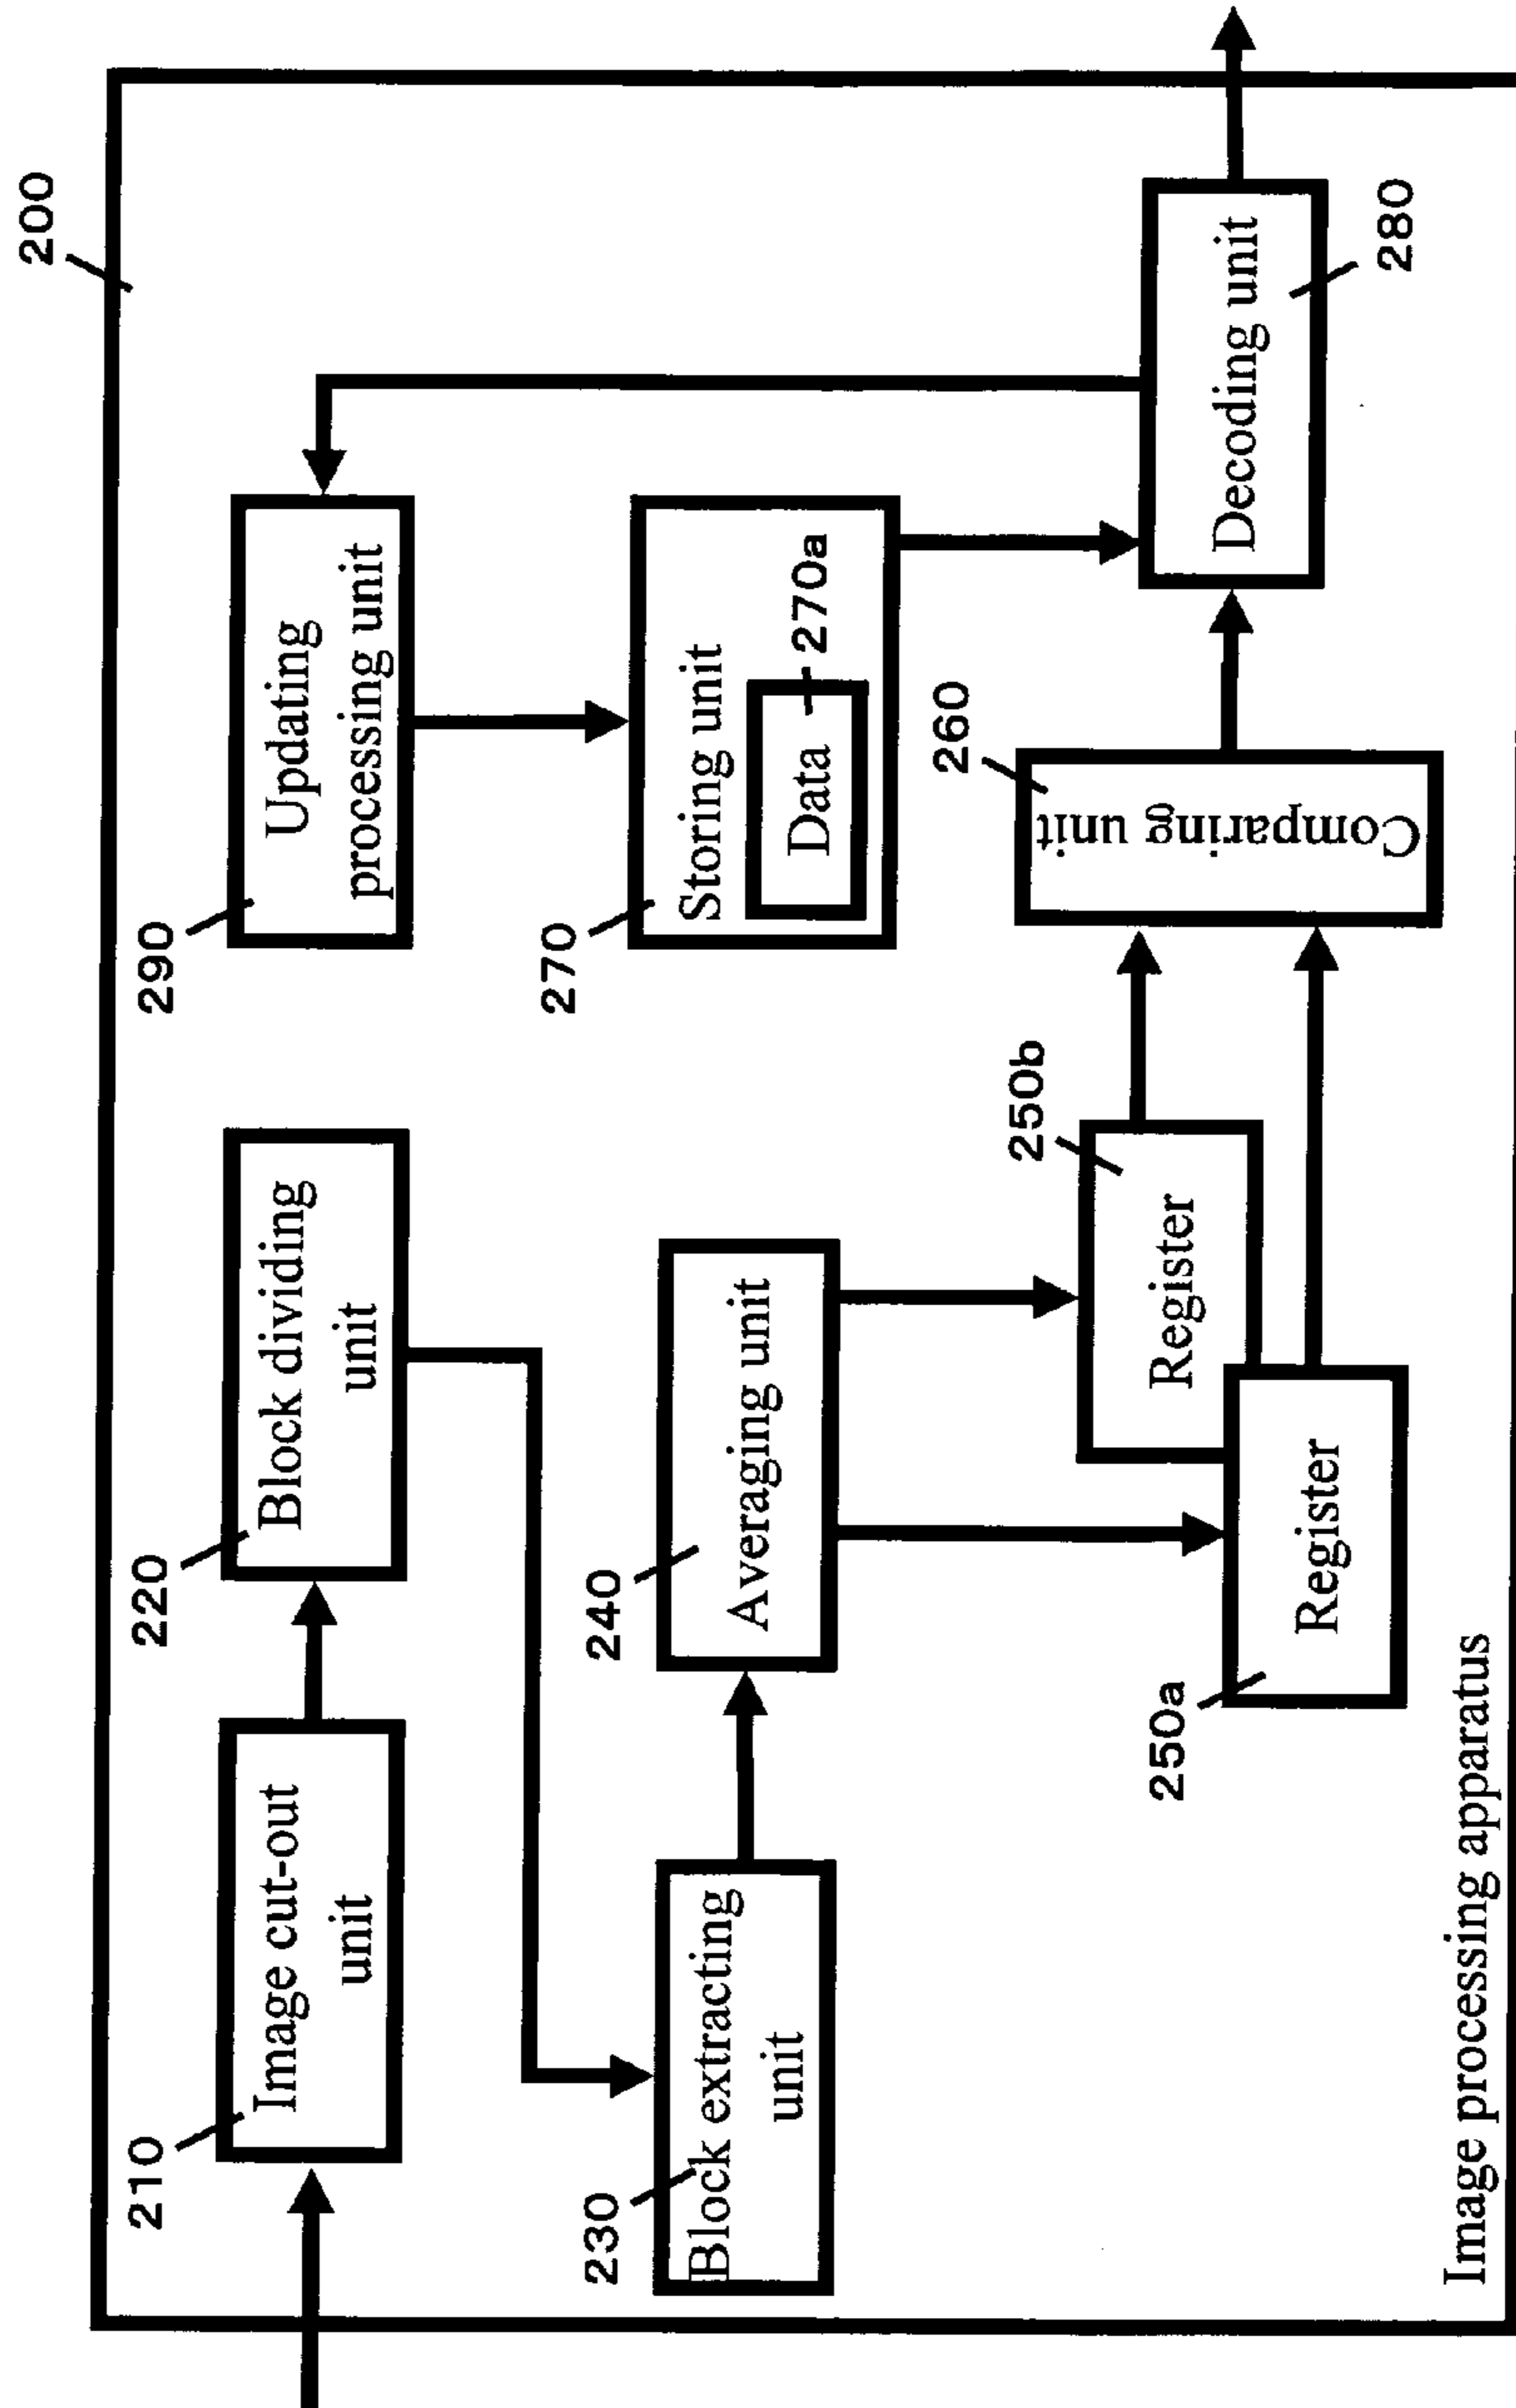 200
210
Image cut-out
unit
220
Block dividing
unit
290
Updating
processing unit
230
Block extracting
unit
240
Averaging unit
270
Storing unit
Data
270a
250a
Register
250b
Register
260
Comparing unit
Decoding unit
280
Image processing apparatus